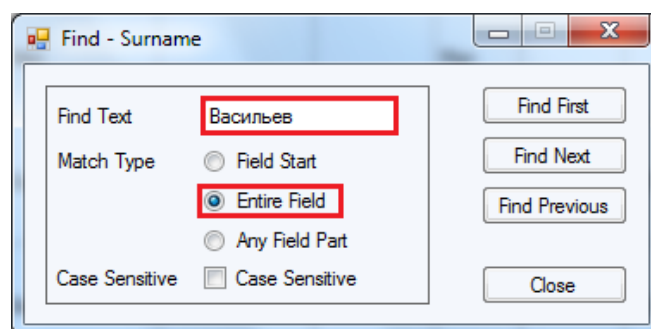 Find - Surname
Find Text Васильев
Find First
Match Type Field Start
Find Next
Entire Field
Find Previous
Any Field Part
Case Sensitive Case Sensitive
Close